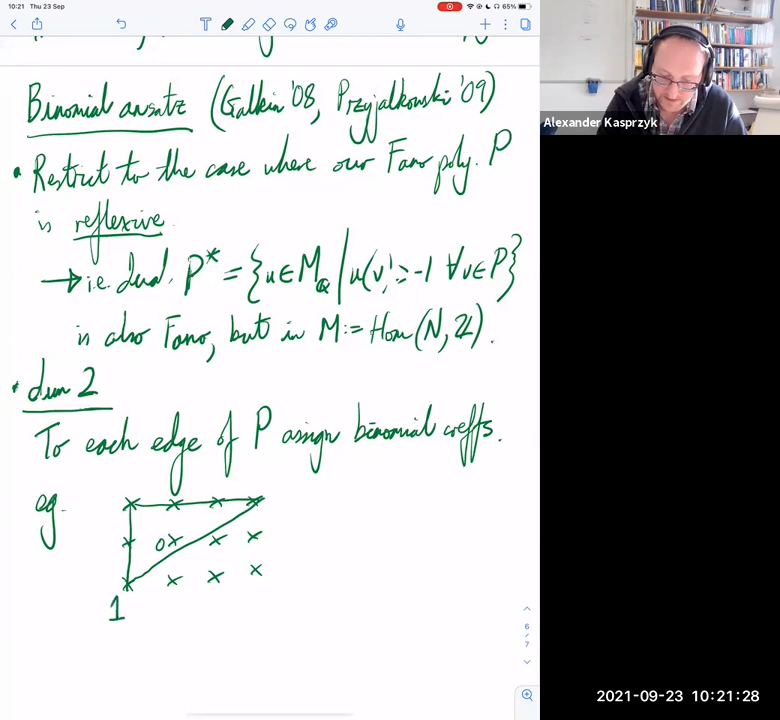 10:21 Thu 23 Sep
65%
Binomial ansatz (Galkin '08, Przyjalkowski '09)
• Restrict to the case where our Fano poly. P
is reflexive.
→ i.e. dual, P* = {u ∈ M_Q | u(v) ≥ -1 ∀v ∈ P}
is also Fano, but in M := Hom(N, ℤ).
• dim 2
To each edge of P assign binomial coeffs.
eg.
0
1
6
/
7
Alexander Kasprzyk
2021-09-23 10:21:28